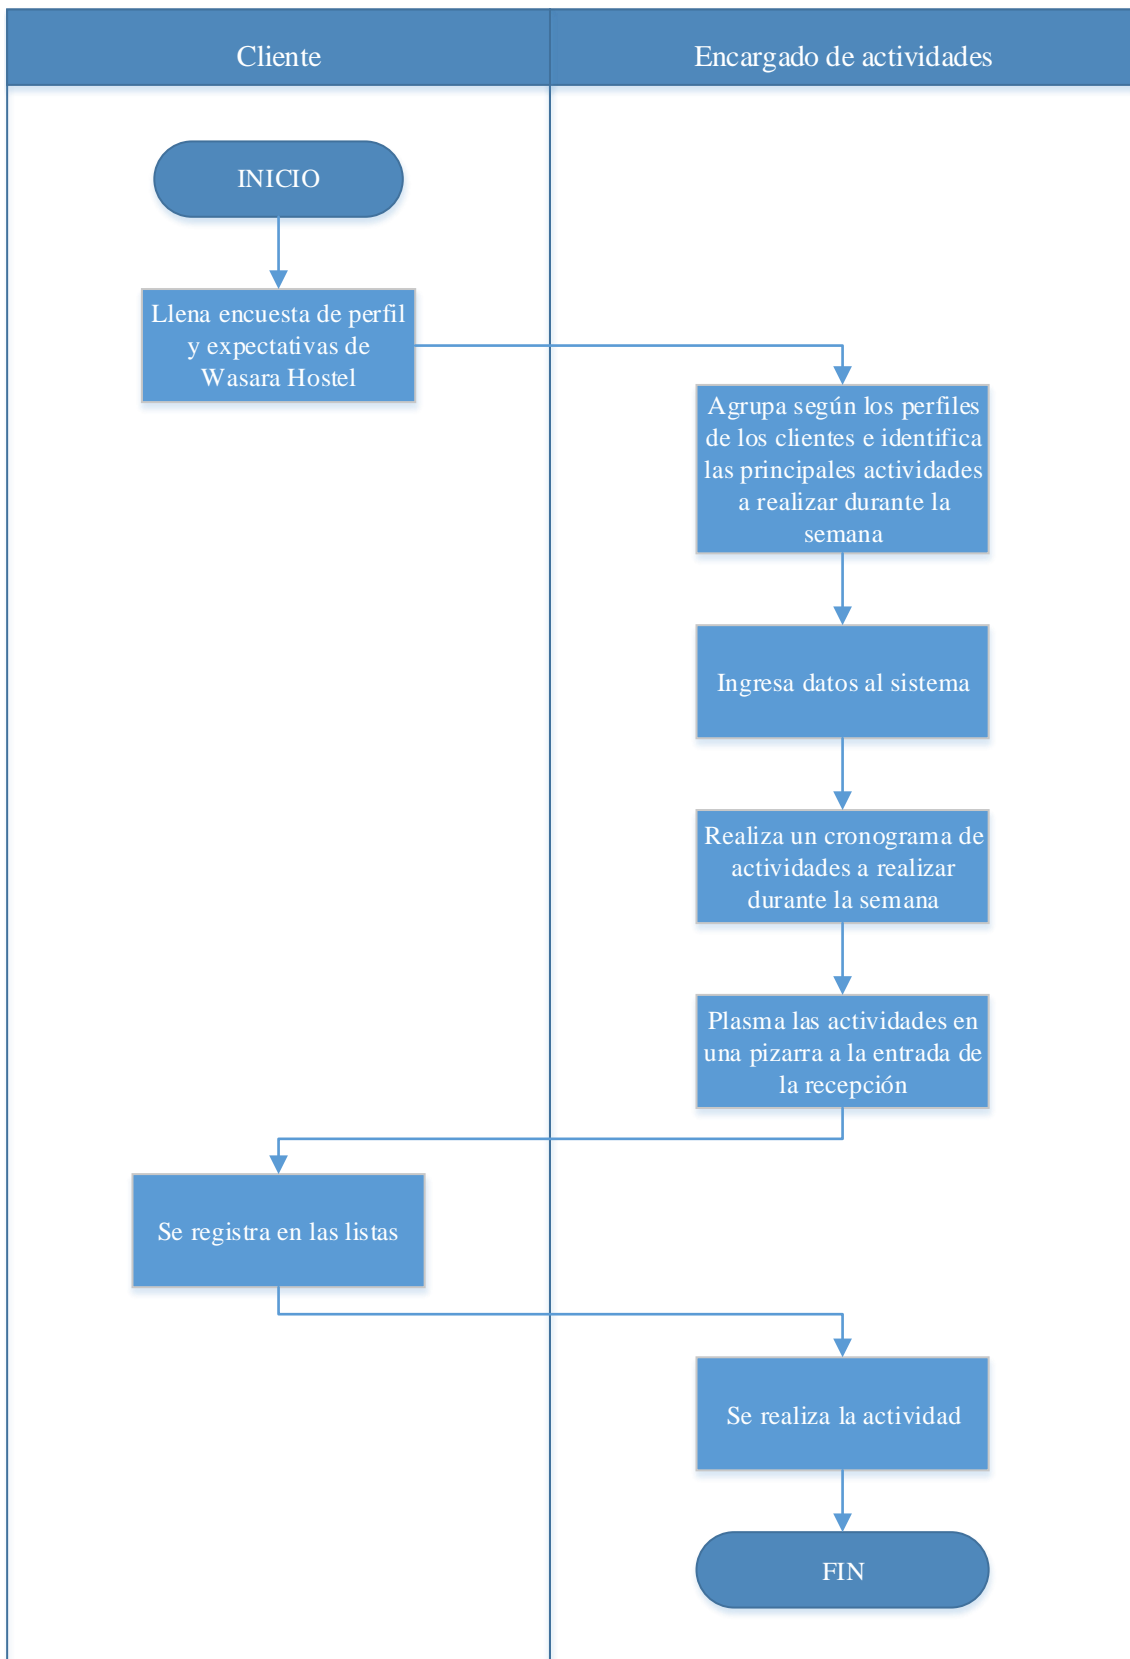 Cliente
Encargado de actividades
INICIO
Llena encuesta de perfil
y expectativas de
Wasara Hostel
Agrupa según los perfiles
de los clientes e identifica
las principales actividades
a realizar durante la
semana
Ingresa datos al sistema
Realiza un cronograma de
actividades a realizar
durante la semana
Plasma las actividades en
una pizarra a la entrada de
la recepción
Se registra en las listas
Se realiza la actividad
FIN